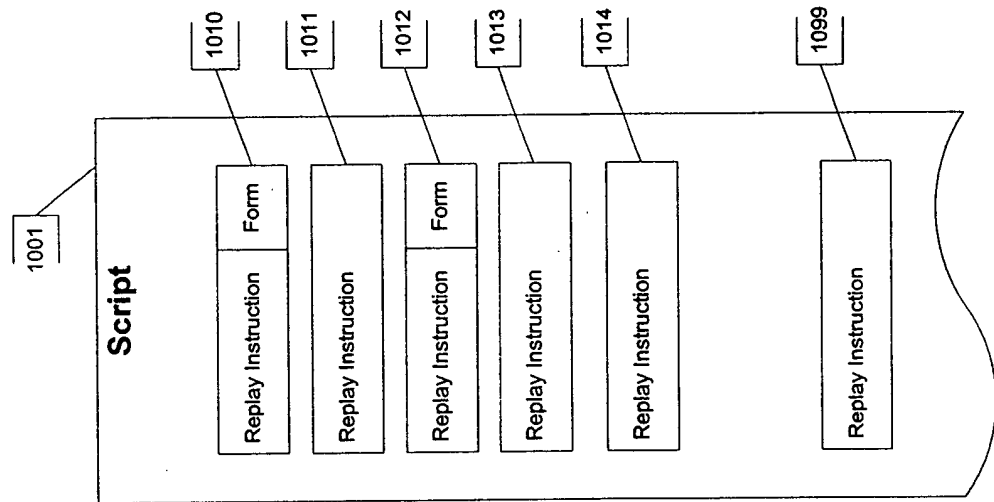 1001
Script
Replay Instruction Form 1010
Replay Instruction 1011
Replay Instruction Form 1012
Replay Instruction 1013
Replay Instruction 1014
Replay Instruction 1099